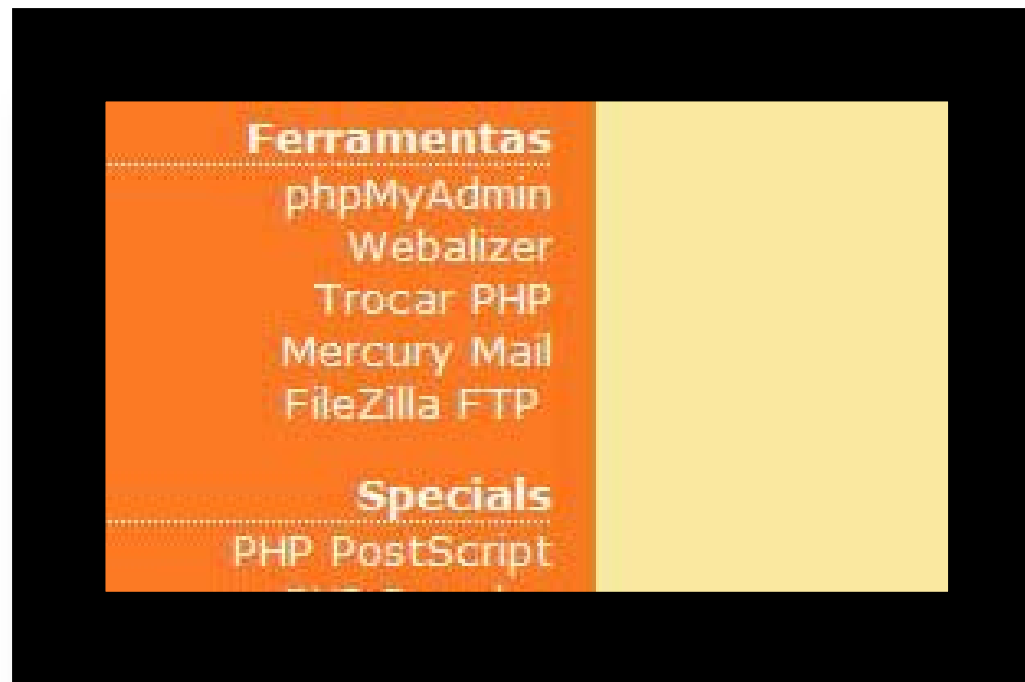 Ferramentas
phpMyAdmin
Webalizer
Trocar PHP
Mercury Mail
FileZilla FTP
Specials
PHP PostScript